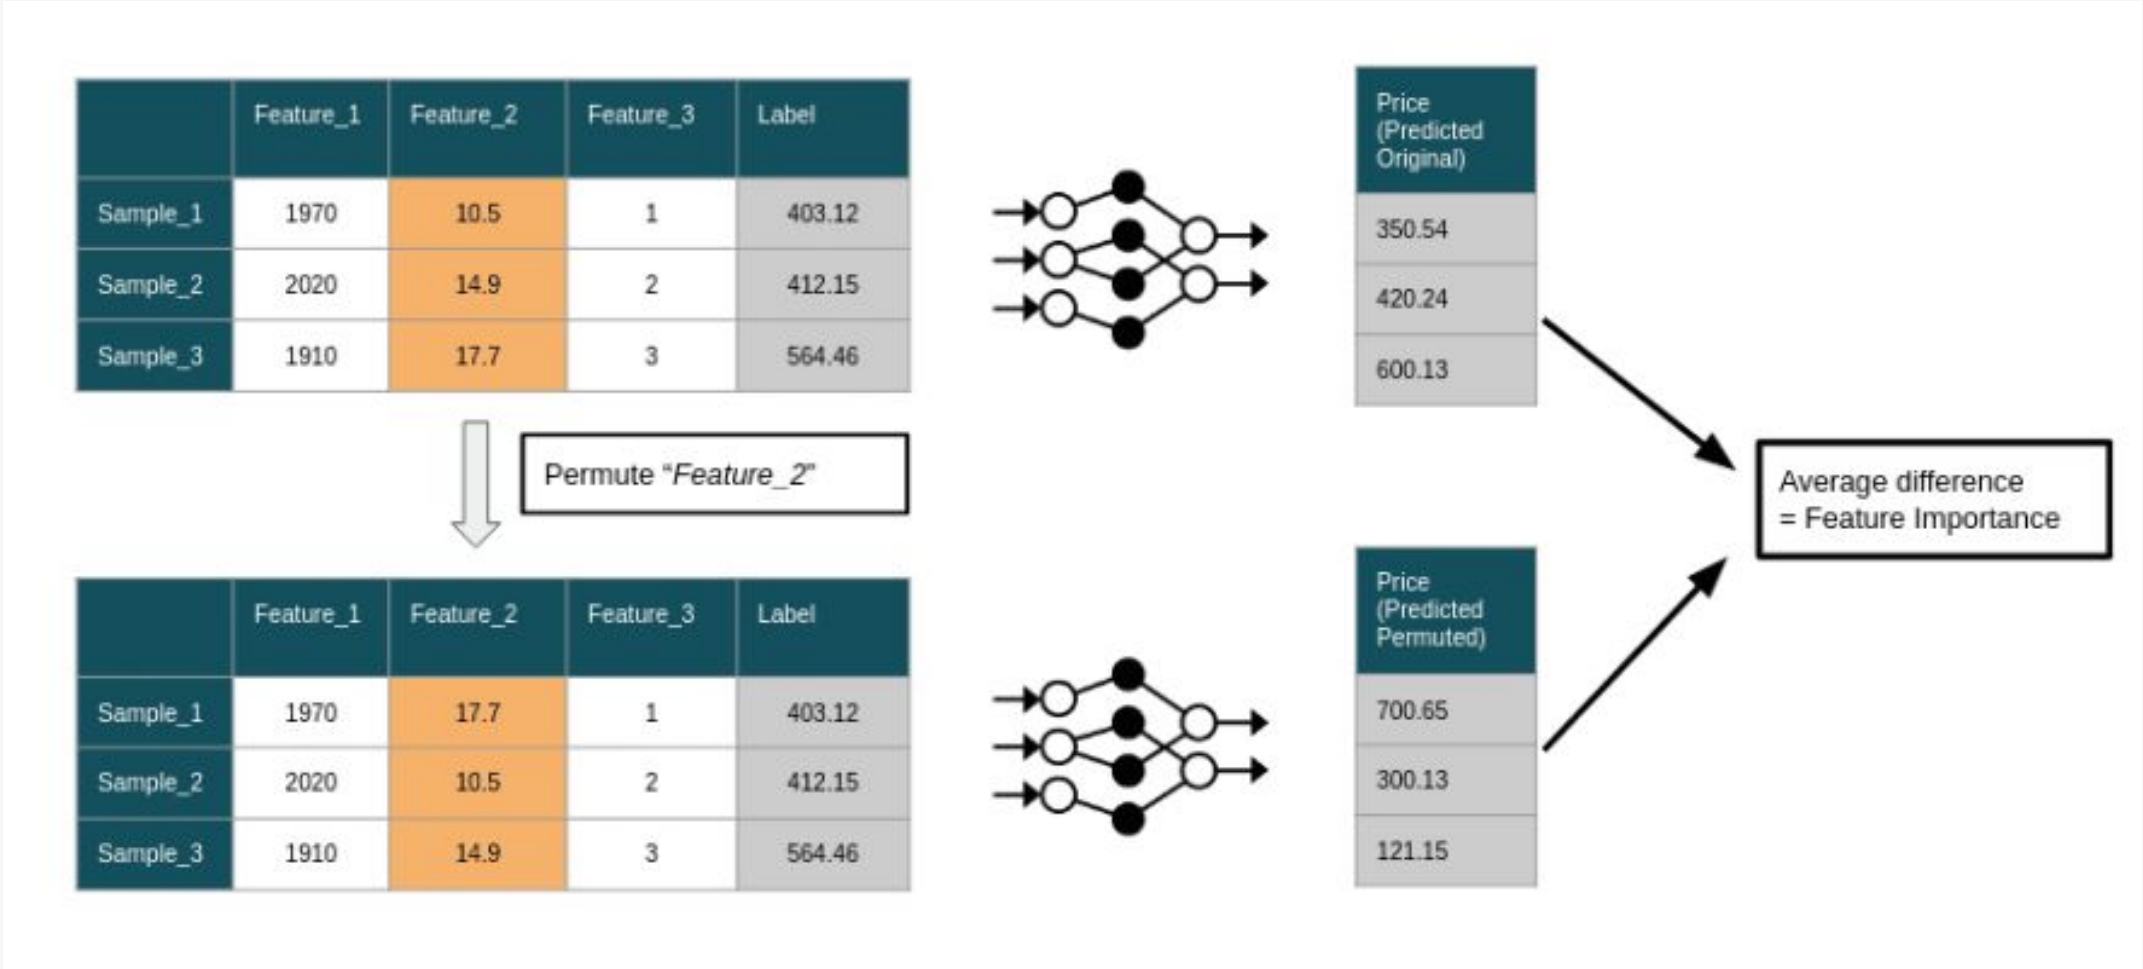 Feature_1 Feature_2 Feature_3 Label
Sample_1 1970 10.5 1 403.12
Sample_2 2020 14.9 2 412.15
Sample_3 1910 17.7 3 564.46
Price
(Predicted
Original)
350.54
420.24
600.13
Permute “Feature_2”
Average difference
= Feature Importance
Feature_1 Feature_2 Feature_3 Label
Sample_1 1970 17.7 1 403.12
Sample_2 2020 10.5 2 412.15
Sample_3 1910 14.9 3 564.46
Price
(Predicted
Permuted)
700.65
300.13
121.15